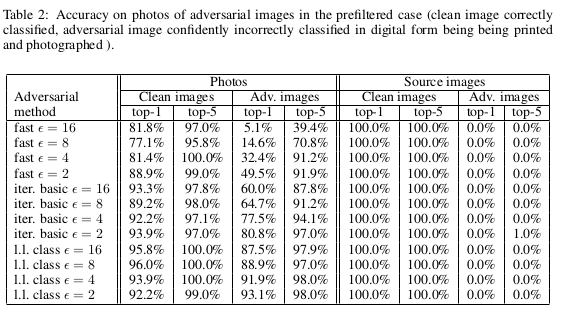 Table 2: Accuracy on photos of adversarial images in the prefiltered case (clean image correctly
classified, adversarial image confidently incorrectly classified in digital form being being printed
and photographed ).
Photos Source images
Adversarial Clean images Adv. images Clean images Adv. images
method top-1 top-5 top-1 top-5 top-1 top-5 top-1 top-5
fast ϵ = 16 81.8% 97.0% 5.1% 39.4% 100.0% 100.0% 0.0% 0.0%
fast ϵ = 8 77.1% 95.8% 14.6% 70.8% 100.0% 100.0% 0.0% 0.0%
fast ϵ = 4 81.4% 100.0% 32.4% 91.2% 100.0% 100.0% 0.0% 0.0%
fast ϵ = 2 88.9% 99.0% 49.5% 91.9% 100.0% 100.0% 0.0% 0.0%
iter. basic ϵ = 16 93.3% 97.8% 60.0% 87.8% 100.0% 100.0% 0.0% 0.0%
iter. basic ϵ = 8 89.2% 98.0% 64.7% 91.2% 100.0% 100.0% 0.0% 0.0%
iter. basic ϵ = 4 92.2% 97.1% 77.5% 94.1% 100.0% 100.0% 0.0% 0.0%
iter. basic ϵ = 2 93.9% 97.0% 80.8% 97.0% 100.0% 100.0% 0.0% 1.0%
l.l. class ϵ = 16 95.8% 100.0% 87.5% 97.9% 100.0% 100.0% 0.0% 0.0%
l.l. class ϵ = 8 96.0% 100.0% 88.9% 97.0% 100.0% 100.0% 0.0% 0.0%
l.l. class ϵ = 4 93.9% 100.0% 91.9% 98.0% 100.0% 100.0% 0.0% 0.0%
l.l. class ϵ = 2 92.2% 99.0% 93.1% 98.0% 100.0% 100.0% 0.0% 0.0%